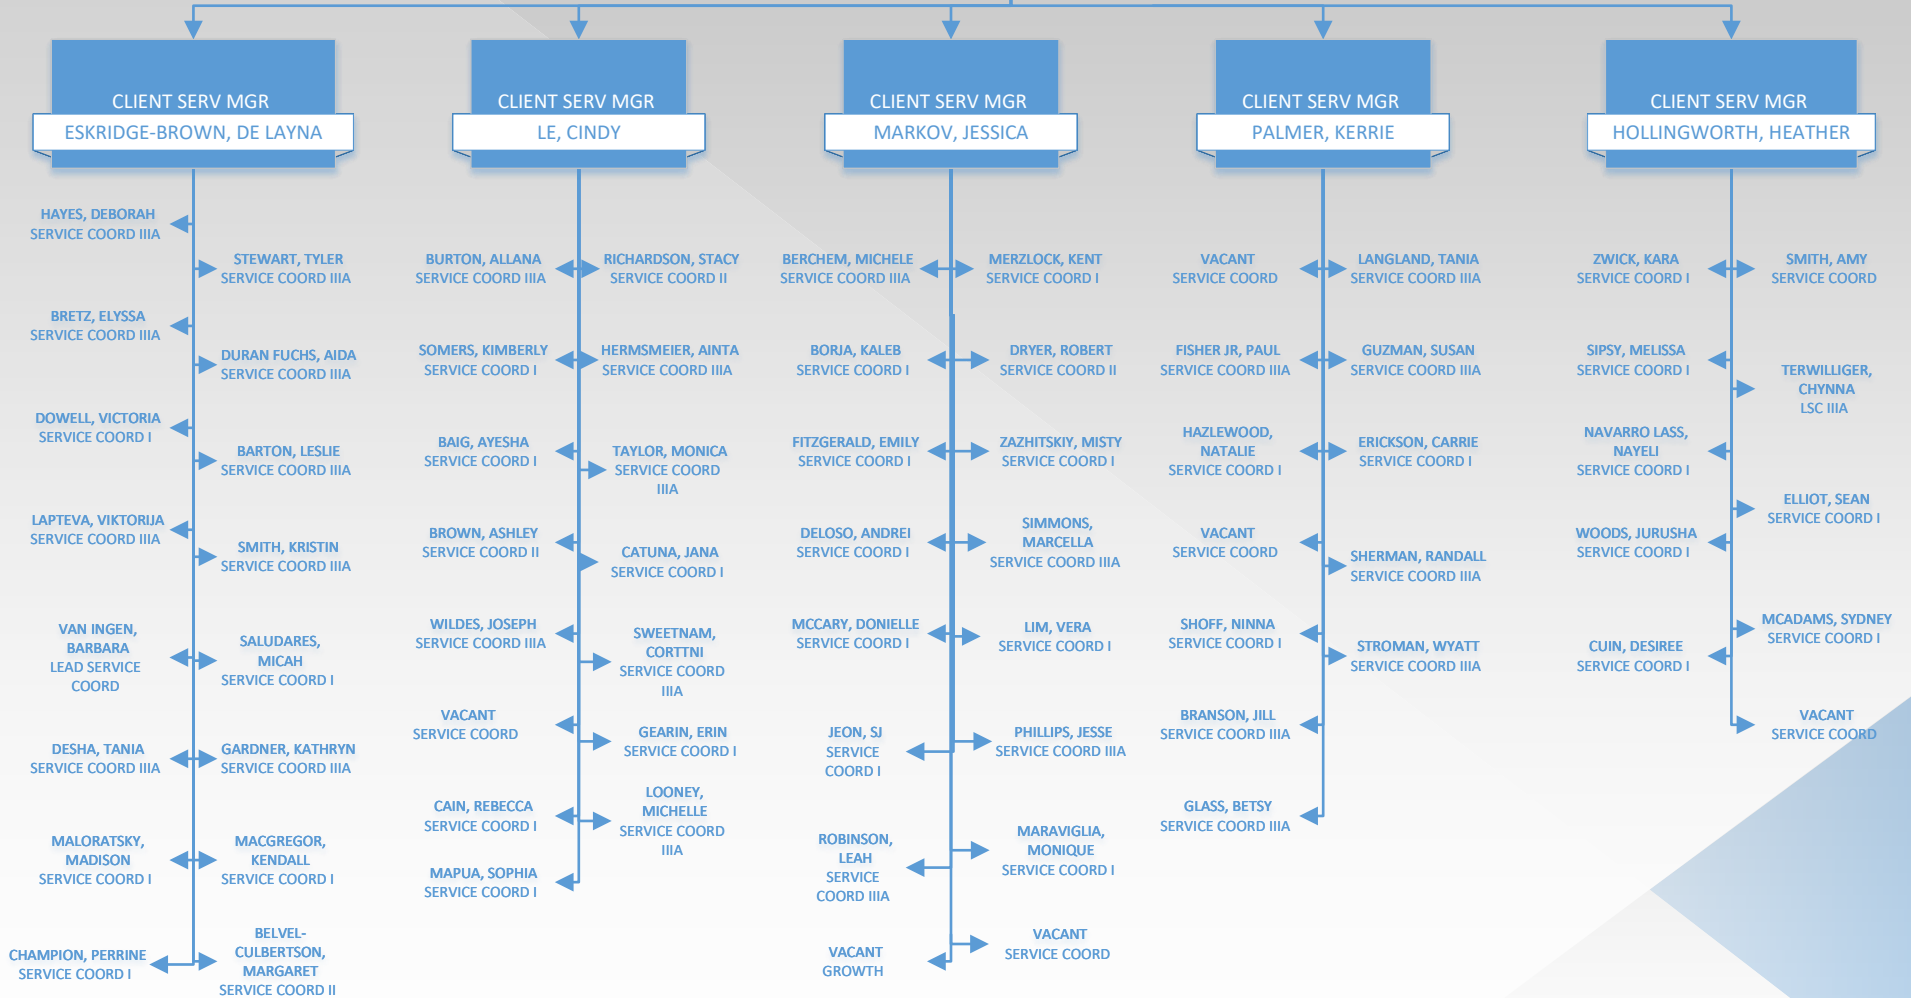 CLIENT SERV MGR
ESKRIDGE-BROWN, DE LAYNA
HAYES, DEBORAH
SERVICE COORD IIIA
STEWART, TYLER
SERVICE COORD IIIA
BRETZ, ELYSSA
SERVICE COORD IIIA
DURAN FUCHS, AIDA
SERVICE COORD IIIA
DOWELL, VICTORIA
SERVICE COORD I
BARTON, LESLIE
SERVICE COORD IIIA
LAPTEVA, VIKTORIJA
SERVICE COORD IIIA
SMITH, KRISTIN
SERVICE COORD IIIA
VAN INGEN,
BARBARA
LEAD SERVICE
COORD
SALUDARES,
MICAH
SERVICE COORD I
DESHA, TANIA
SERVICE COORD IIIA
GARDNER, KATHRYN
SERVICE COORD IIIA
MALORATSKY,
MADISON
SERVICE COORD I
MACGREGOR,
KENDALL
SERVICE COORD I
CHAMPION, PERRINE
SERVICE COORD I
BELVEL-
CULBERTSON,
MARGARET
SERVICE COORD II
CLIENT SERV MGR
LE, CINDY
BURTON, ALLANA
SERVICE COORD IIIA
RICHARDSON, STACY
SERVICE COORD II
SOMERS, KIMBERLY
SERVICE COORD I
HERMSMEIER, AINTA
SERVICE COORD IIIA
BAIG, AYESHA
SERVICE COORD I
TAYLOR, MONICA
SERVICE COORD
IIIA
BROWN, ASHLEY
SERVICE COORD II
CATUNA, JANA
SERVICE COORD I
WILDES, JOSEPH
SERVICE COORD IIIA
SWEETNAM,
CORTTNI
SERVICE COORD
IIIA
VACANT
SERVICE COORD
GEARIN, ERIN
SERVICE COORD I
CAIN, REBECCA
SERVICE COORD I
LOONEY,
MICHELLE
SERVICE COORD
IIIA
MAPUA, SOPHIA
SERVICE COORD I
CLIENT SERV MGR
MARKOV, JESSICA
BERCHEM, MICHELE
SERVICE COORD IIIA
MERZLOCK, KENT
SERVICE COORD I
BORJA, KALEB
SERVICE COORD I
DRYER, ROBERT
SERVICE COORD II
FITZGERALD, EMILY
SERVICE COORD I
ZAZHITSKIY, MISTY
SERVICE COORD I
DELOSO, ANDREI
SERVICE COORD I
SIMMONS,
MARCELLA
SERVICE COORD IIIA
MCCARY, DONIELLE
SERVICE COORD I
LIM, VERA
SERVICE COORD I
JEON, SJ
SERVICE
COORD I
PHILLIPS, JESSE
SERVICE COORD IIIA
ROBINSON,
LEAH
SERVICE
COORD IIIA
MARAVIGLIA,
MONIQUE
SERVICE COORD I
VACANT
GROWTH
VACANT
SERVICE COORD
CLIENT SERV MGR
PALMER, KERRIE
VACANT
SERVICE COORD
LANGLAND, TANIA
SERVICE COORD IIIA
FISHER JR, PAUL
SERVICE COORD IIIA
GUZMAN, SUSAN
SERVICE COORD IIIA
HAZLEWOOD,
NATALIE
SERVICE COORD I
ERICKSON, CARRIE
SERVICE COORD I
VACANT
SERVICE COORD
SHERMAN, RANDALL
SERVICE COORD IIIA
SHOFF, NINNA
SERVICE COORD I
STROMAN, WYATT
SERVICE COORD IIIA
BRANSON, JILL
SERVICE COORD IIIA
GLASS, BETSY
SERVICE COORD IIIA
CLIENT SERV MGR
HOLLINGWORTH, HEATHER
ZWICK, KARA
SERVICE COORD I
SMITH, AMY
SERVICE COORD
SIPSY, MELISSA
SERVICE COORD I
TERWILLIGER,
CHYNNA
LSC IIIA
NAVARRO LASS,
NAYELI
SERVICE COORD I
ELLIOT, SEAN
SERVICE COORD I
WOODS, JURUSHA
SERVICE COORD I
MCADAMS, SYDNEY
SERVICE COORD I
CUIN, DESIREE
SERVICE COORD I
VACANT
SERVICE COORD